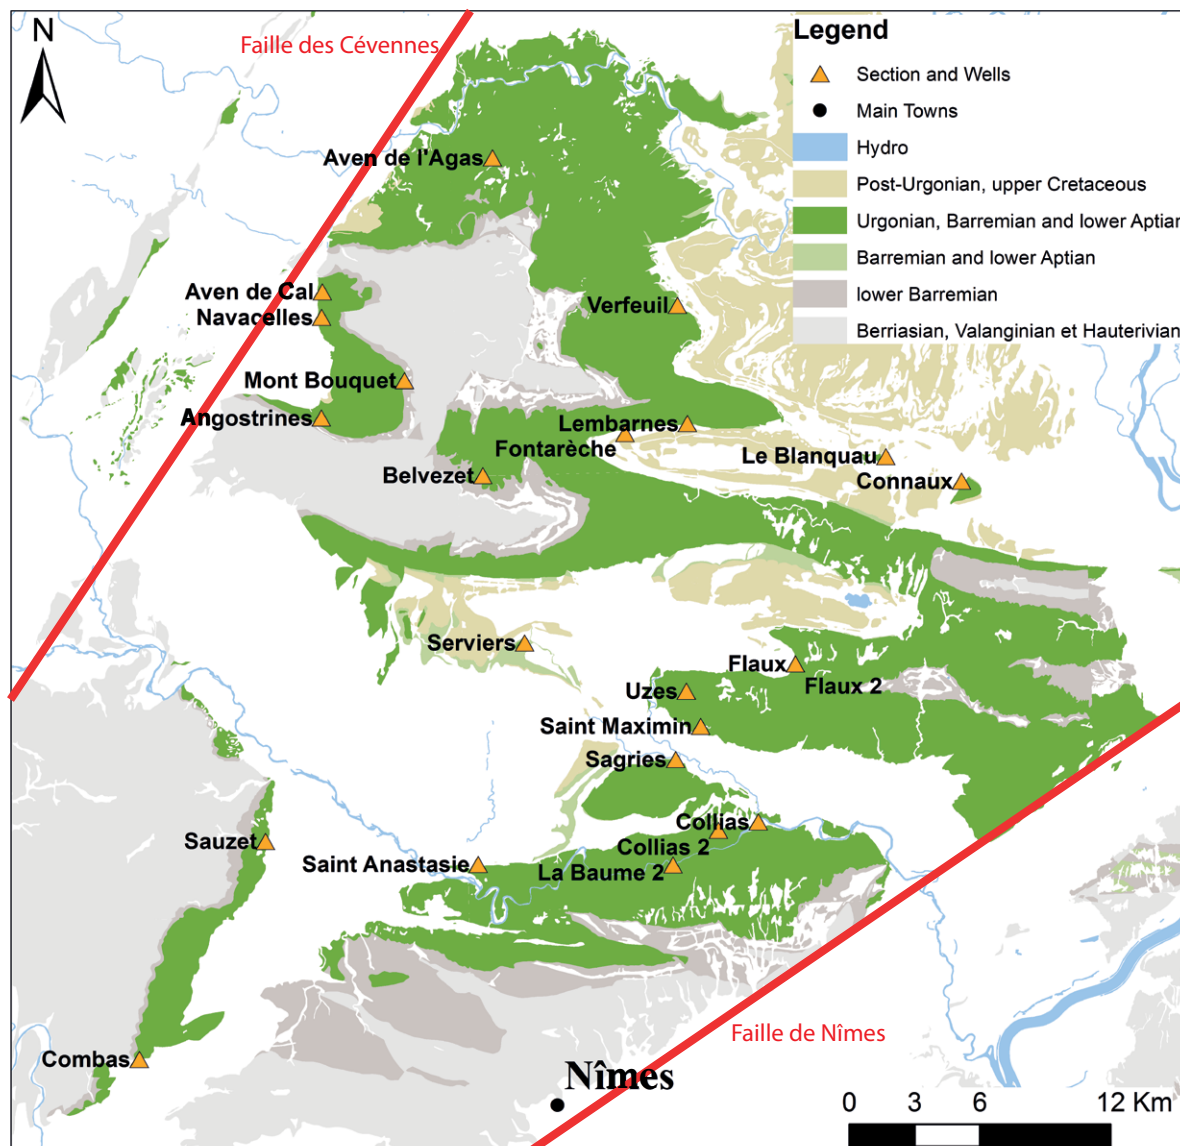 N
Faille des Cévennes
Legend
Section and Wells
Main Towns
Hydro
Post-Urgonian, upper Cretaceous
Urgonian, Barremian and lower Aptian
Barremian and lower Aptian
lower Barremian
Berriasian, Valanginian et Hauterivian
Aven de l'Agas
Aven de Cal
Navacelles
Verfeuil
Mont Bouquet
Angostrines
Lembarnes
Fontarèche
Le Blanquau
Belvezet
Connaux
Serviers
Flaux
Flaux 2
Uzes
Saint Maximin
Sagries
Collias
Collias 2
Sauzet
Saint Anastasie
La Baume 2
Faille de Nîmes
Combas
Nîmes
0 3 6 12 Km